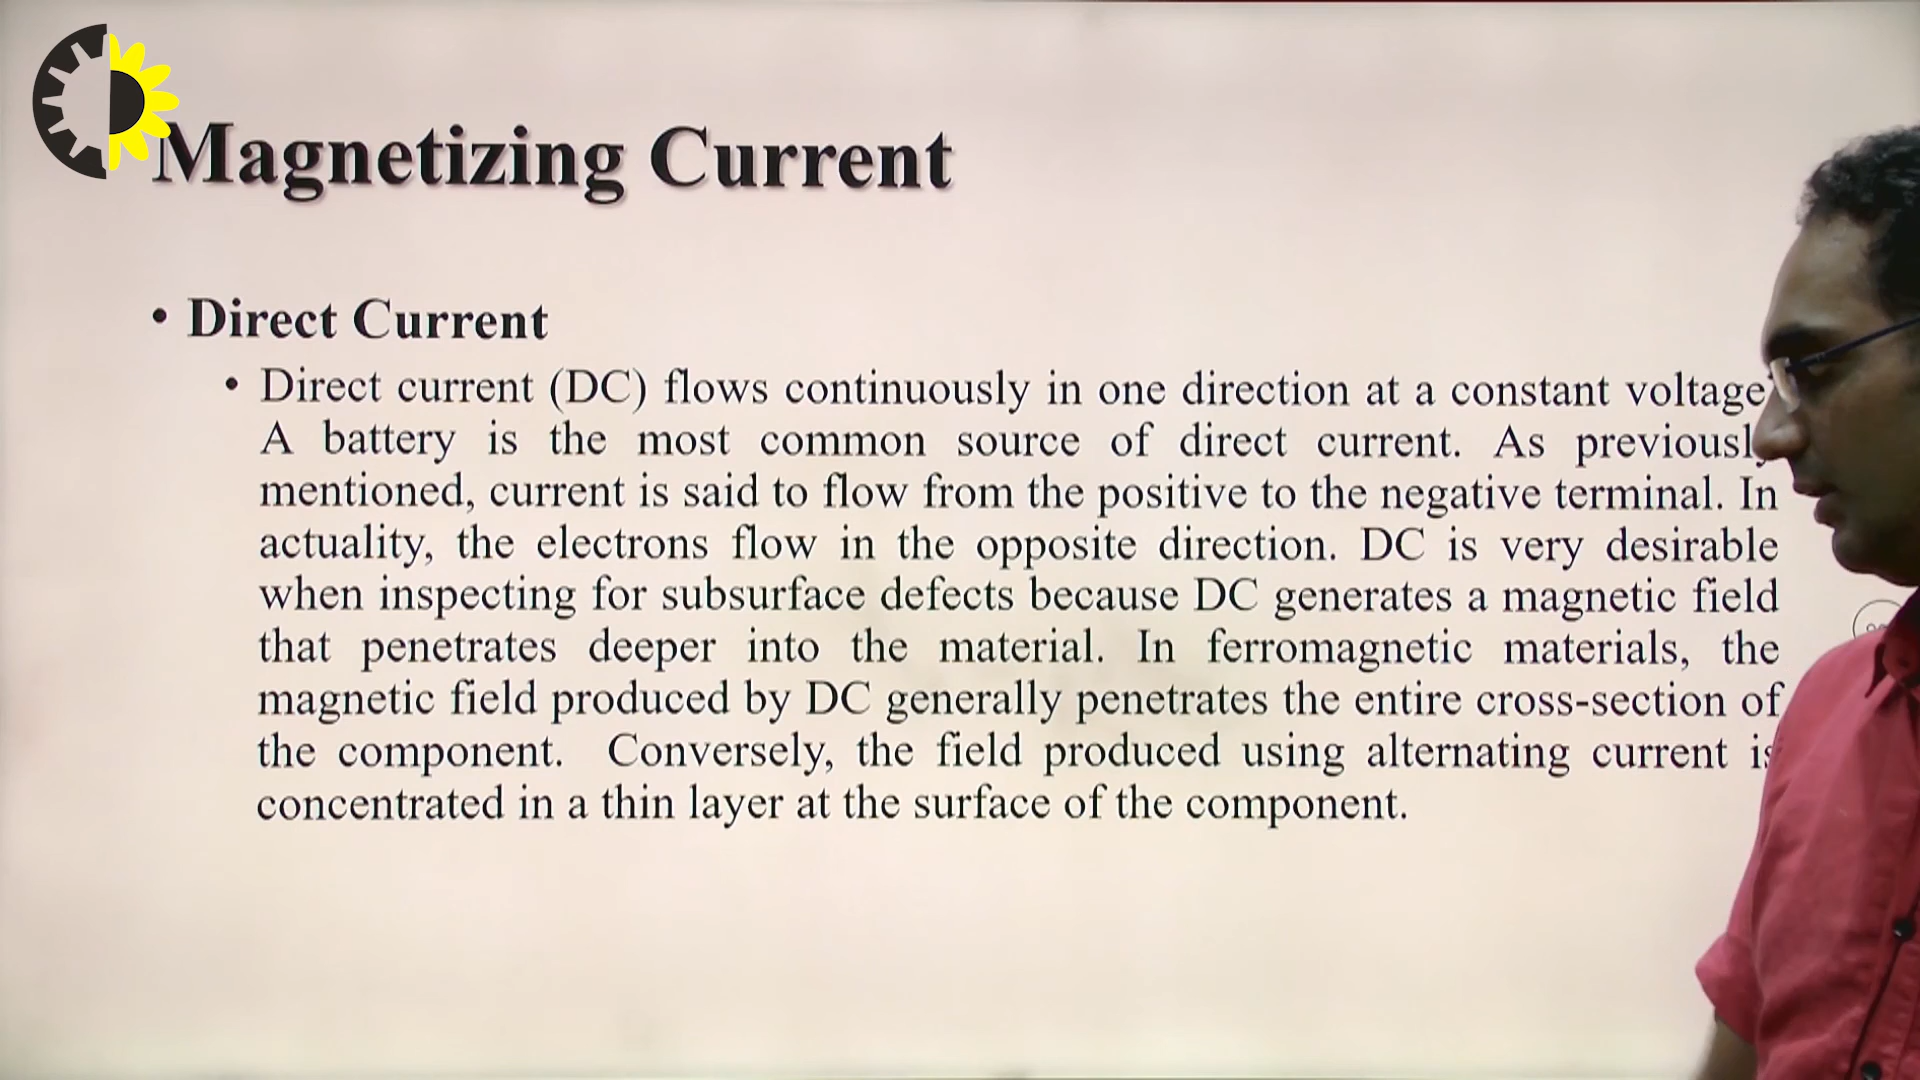 Magnetizing Current
• Direct Current
• Direct current (DC) flows continuously in one direction at a constant voltage
A battery is the most common source of direct current. As previously
mentioned, current is said to flow from the positive to the negative terminal. In
actuality, the electrons flow in the opposite direction. DC is very desirable
when inspecting for subsurface defects because DC generates a magnetic field
that penetrates deeper into the material. In ferromagnetic materials, the
magnetic field produced by DC generally penetrates the entire cross-section of
the component. Conversely, the field produced using alternating current is
concentrated in a thin layer at the surface of the component.